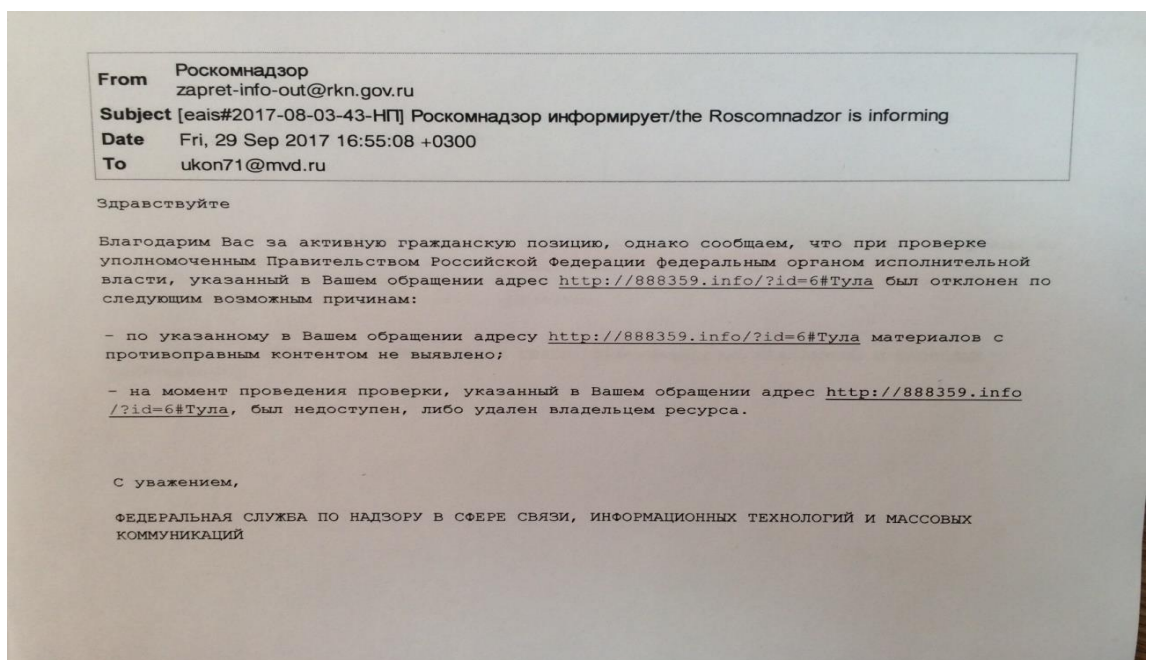 From Роскомнадзор
zapret-info-out@rkn.gov.ru
Subject [eais#2017-08-03-43-НП] Роскомнадзор информирует/the Roscomnadzor is informing
Date Fri, 29 Sep 2017 16:55:08 +0300
To ukon71@mvd.ru
Здравствуйте
Благодарим Вас за активную гражданскую позицию, однако сообщаем, что при проверке
уполномоченным Правительством Российской Федерации федеральным органом исполнительной
власти, указанный в Вашем обращении адрес http://888359.info/?id=6#Тула был отклонен по
следующим возможным причинам:
- по указанному в Вашем обращении адресу http://888359.info/?id=6#Тула материалов с
противоправным контентом не выявлено;
- на момент проведения проверки, указанный в Вашем обращении адрес http://888359.info
/?id=6#Тула, был недоступен, либо удален владельцем ресурса.
С уважением,
ФЕДЕРАЛЬНАЯ СЛУЖБА ПО НАДЗОРУ В СФЕРЕ СВЯЗИ, ИНФОРМАЦИОННЫХ ТЕХНОЛОГИЙ И МАССОВЫХ
КОММУНИКАЦИЙ